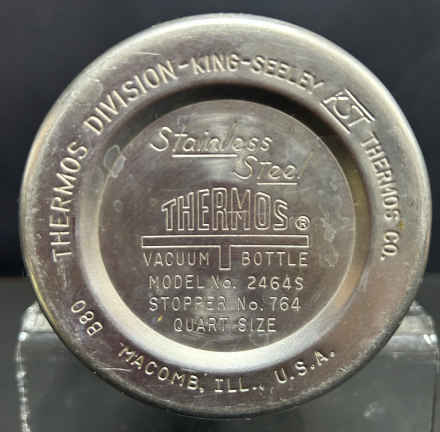 THERMOS DIVISION-KING-SEELEY KST THERMOS CO.
Stainless
Steel
THERMOS®
VACUUM BOTTLE
MODEL No. 2464S
STOPPER No. 764
QUART SIZE
B80
MACOMB, ILL., U.S.A.